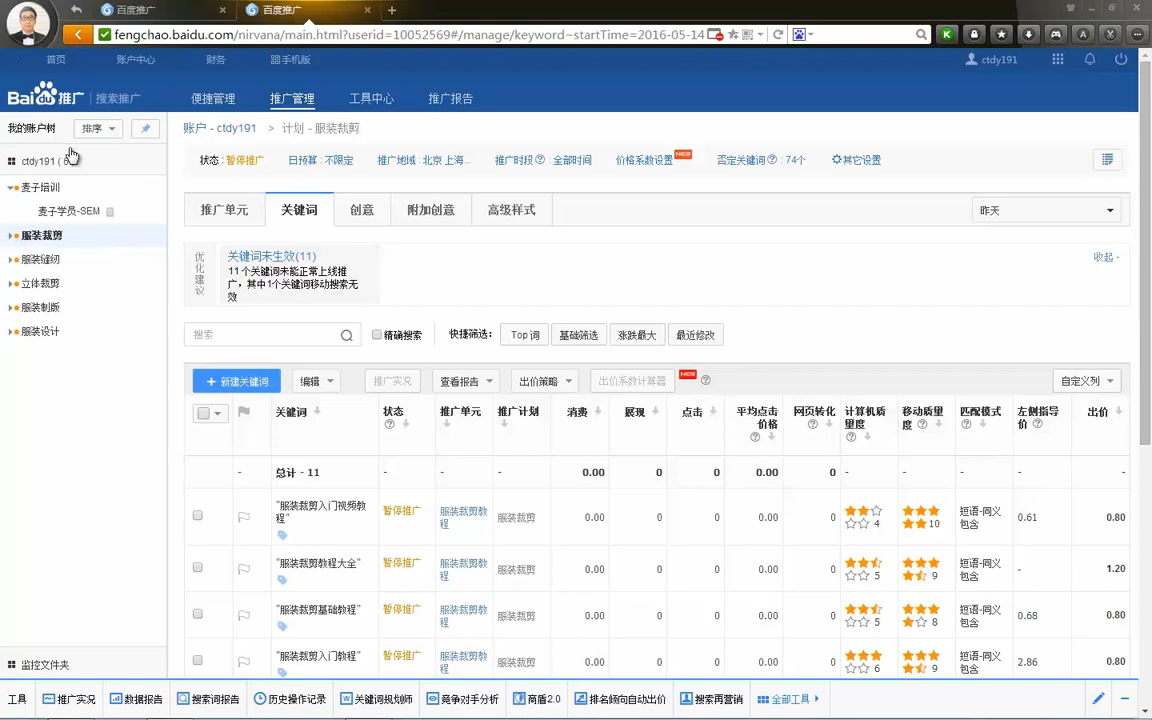 百度推广
百度推广
fengchao.baidu.com/nirvana/main.html?userid=10052569#/manage/keyword~startTime=2016-05-14
首页 账户中心 财务 回手机版 ctdy191
Bai du 推广 搜索推广 便捷管理 推广管理 工具中心 推广报告
我的账户树 排序
账户 - ctdy191 > 计划 - 服装裁剪
ctdy191 ( 6
状态：暂停推广 日预算：不限定 推广地域：北京 上海... 推广时段 ?：全部时间 价格系数设置 NEW 否定关键词 ?：74个 其它设置
麦子培训
麦子学员-SEM
服装裁剪
服装缝纫
立体裁剪
服装制版
服装设计
推广单元 关键词 创意 附加创意 高级样式 昨天
优化建议
关键词未生效(11)
11个关键词未能正常上线推
广，其中1个关键词移动搜索无
效
收起 -
搜索 精确搜索 快捷筛选： Top 词 基础筛选 涨跌最大 最近修改
+ 新建关键词 编辑 推广实况 查看报告 出价策略 出价系数计算器 NEW ? 自定义列
关键词 状态 ? 推广单元 推广计划 消费 展现 点击 平均点击价格 ? 网页转化 ? 计算机质量度 ? 移动质量度 ? 匹配模式 ? 左侧指导价 ? 出价
- 总计 - 11 - - - 0.00 0 0 0.00 0 - - - - -
"服装裁剪入门视频教程" 暂停推广 服装裁剪教程 服装裁剪 0.00 0 0 0.00 0 4 10 短语-同义包含 0.61 0.80
"服装裁剪教程大全" 暂停推广 服装裁剪教程 服装裁剪 0.00 0 0 0.00 0 5 9 短语-同义包含 - 1.20
"服装裁剪基础教程" 暂停推广 服装裁剪教程 服装裁剪 0.00 0 0 0.00 0 5 8 短语-同义包含 0.68 0.80
"服装裁剪入门教程" 暂停推广 服装裁剪教程 服装裁剪 0.00 0 0 0.00 0 6 9 短语-同义包含 2.86 0.80
监控文件夹
工具 推广实况 数据报告 搜索词报告 历史操作记录 关键词规划师 竞争对手分析 商盾2.0 排名倾向自动出价 搜索再营销 全部工具